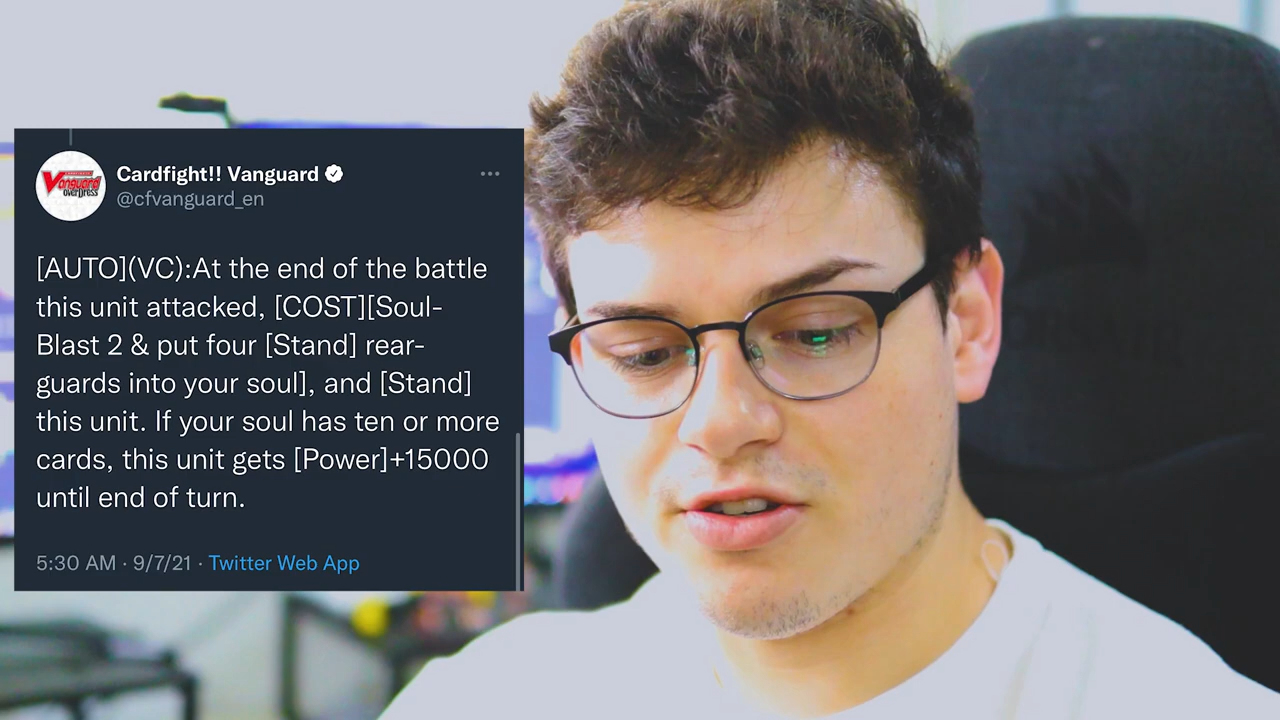 Cardfight!! Vanguard
@cfvanguard_en
Vanguard
overDress
[AUTO](VC):At the end of the battle
this unit attacked, [COST][Soul-
Blast 2 & put four [Stand] rear-
guards into your soul], and [Stand]
this unit. If your soul has ten or more
cards, this unit gets [Power]+15000
until end of turn.
5:30 AM · 9/7/21 · Twitter Web App